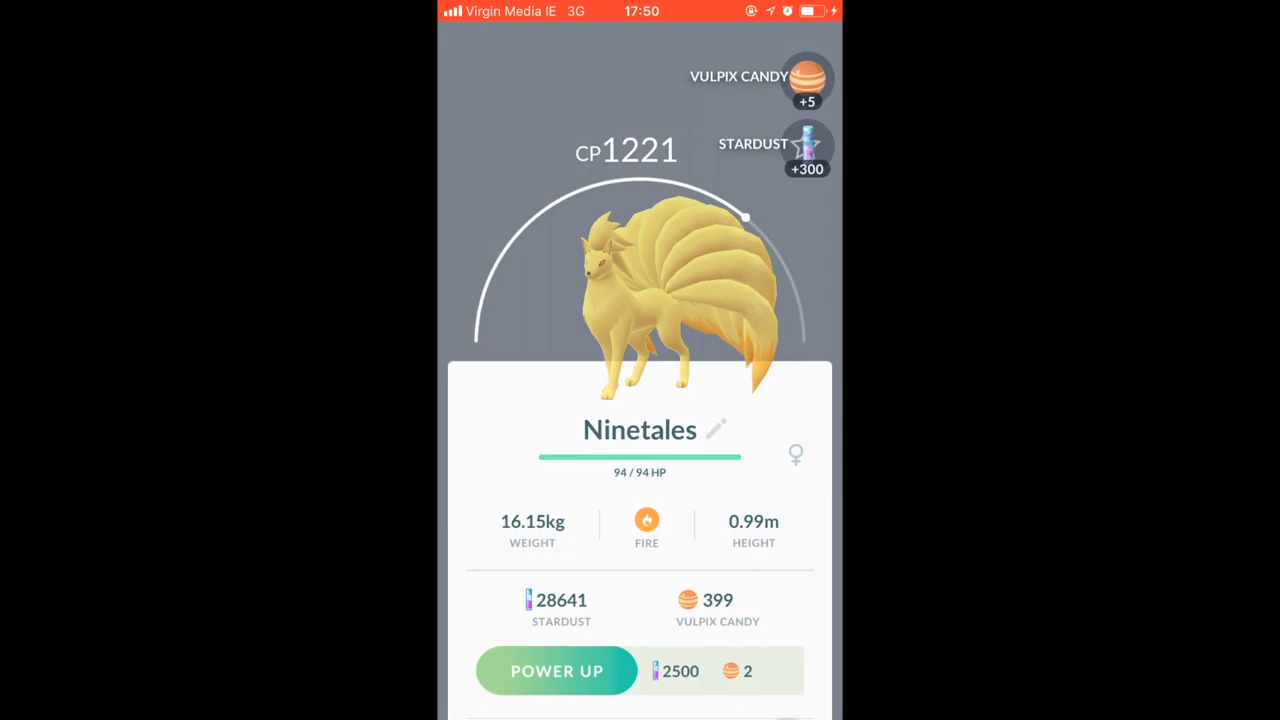 Virgin Media IE 3G 17:50
VULPIX CANDY
+5
STARDUST
+300
CP1221
Ninetales
94 / 94 HP
16.15kg 0.99m
WEIGHT FIRE HEIGHT
28641 399
STARDUST VULPIX CANDY
POWER UP 2500 2